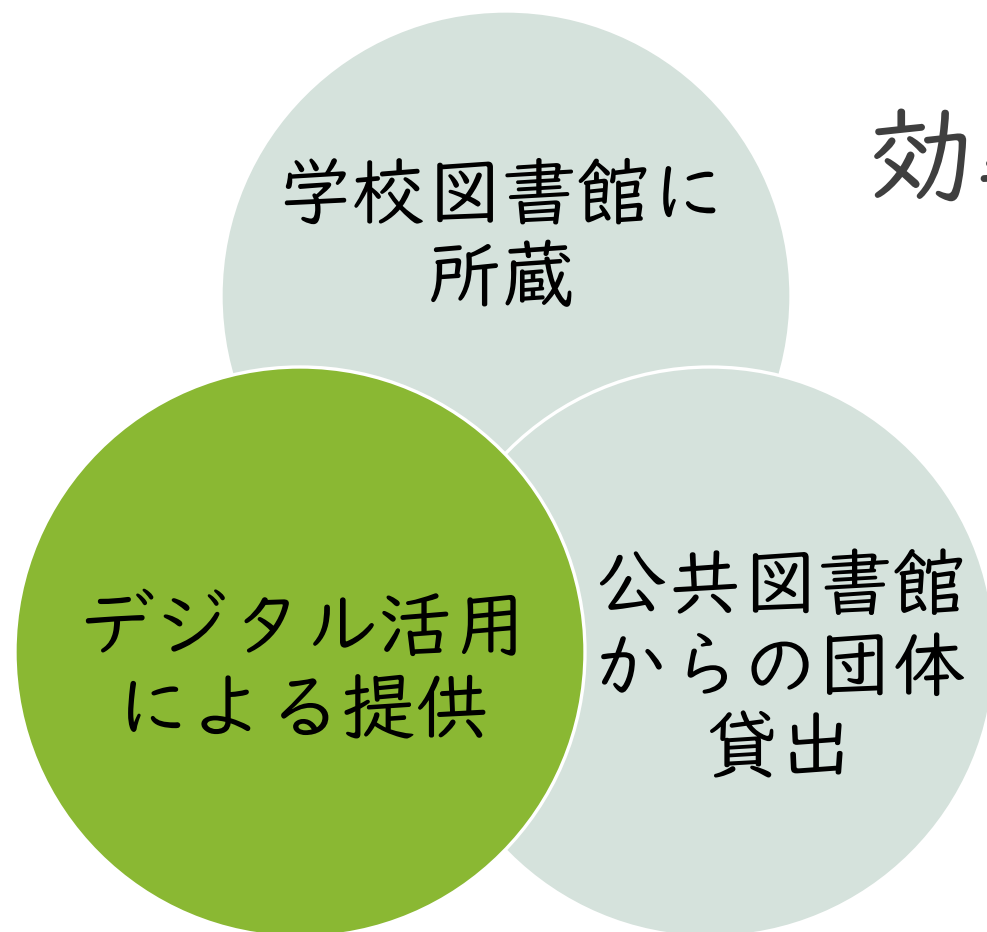 学校図書館に
所蔵
効
デジタル活用
による提供
公共図書館
からの団体
貸出